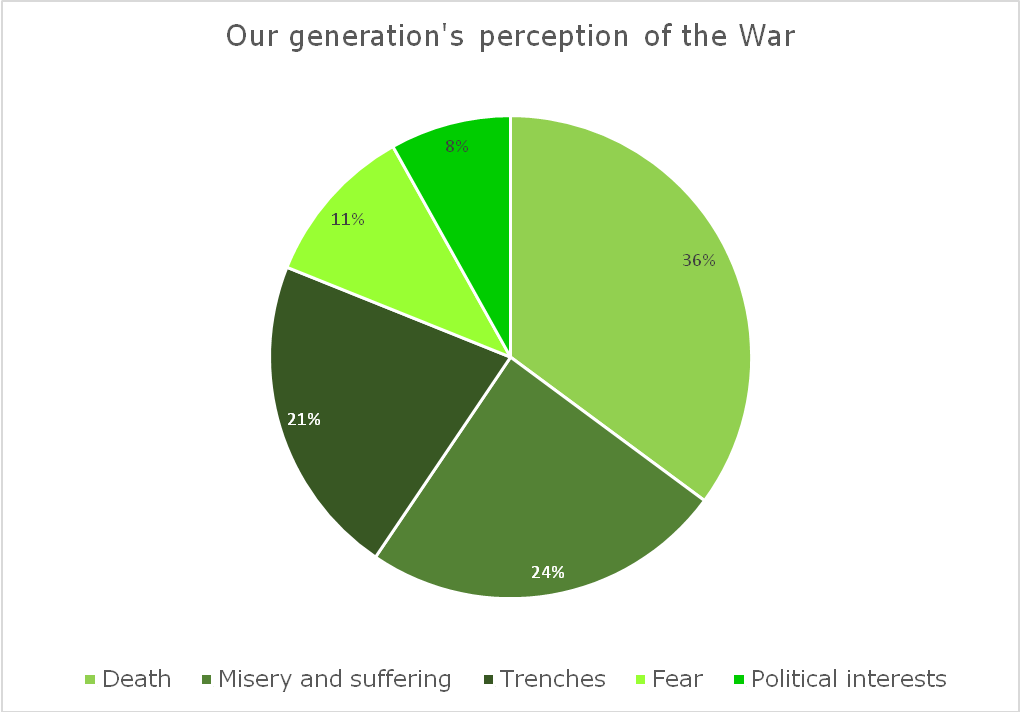 Our generation's perception of the War
8%
11%
36%
21%
24%
Death Misery and suffering Trenches Fear Political interests